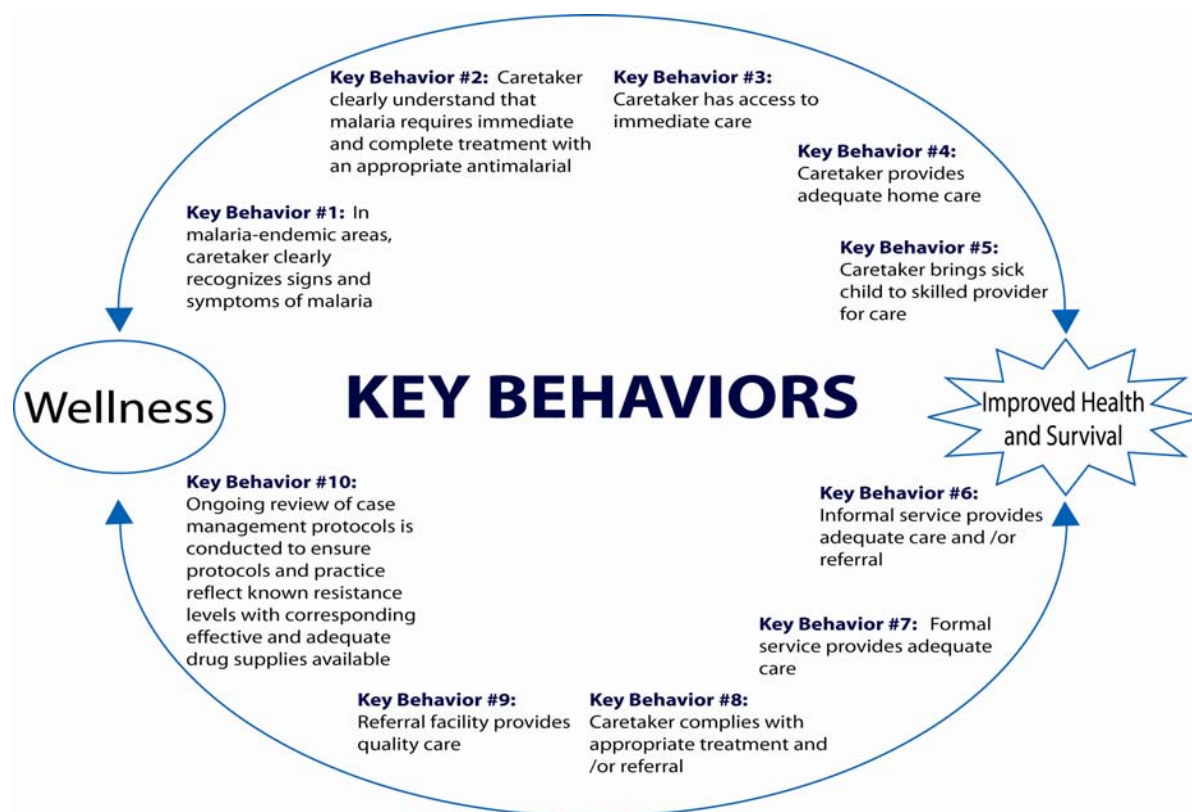 Key Behavior #2: Caretaker
clearly understand that
malaria requires immediate
and complete treatment with
an appropriate antimalarial
Key Behavior #3:
Caretaker has access to
immediate care
Key Behavior #4:
Caretaker provides
adequate home care
Key Behavior #1: In
malaria-endemic areas,
caretaker clearly
recognizes signs and
symptoms of malaria
Key Behavior #5:
Caretaker brings sick
child to skilled provider
for care
Wellness
KEY BEHAVIORS
Improved Health
and Survival
Key Behavior #10:
Ongoing review of case
management protocols is
conducted to ensure
protocols and practice
reflect known resistance
levels with corresponding
effective and adequate
drug supplies available
Key Behavior #6:
Informal service provides
adequate care and /or
referral
Key Behavior #7: Formal
service provides adequate
care
Key Behavior #9:
Referral facility provides
quality care
Key Behavior #8:
Caretaker complies with
appropriate treatment and
/or referral